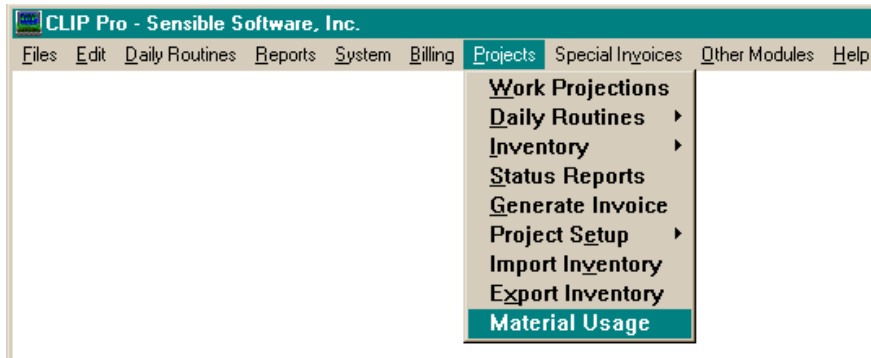 CLIP Pro - Sensible Software, Inc.
Files Edit Daily Routines Reports System Billing Projects Special Invoices Other Modules Help
Work Projections
Daily Routines
Inventory
Status Reports
Generate Invoice
Project Setup
Import Inventory
Export Inventory
Material Usage